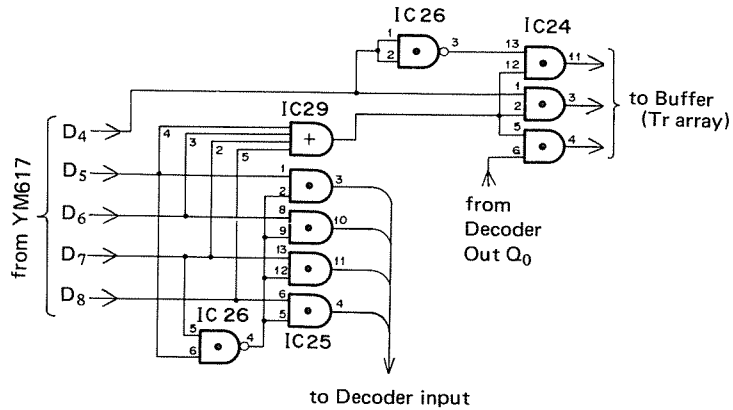 IC26
IC24
1
2
3
13
12
11
D4
IC29
1
2
3
to Buffer
(Tr array)
4
3
2
5
5
6
4
from YM617
D5
1
2
3
from
Decoder
Out Q0
D6
8
9
10
D7
13
12
11
D8
6
5
4
IC26
5
6
4
IC25
to Decoder input